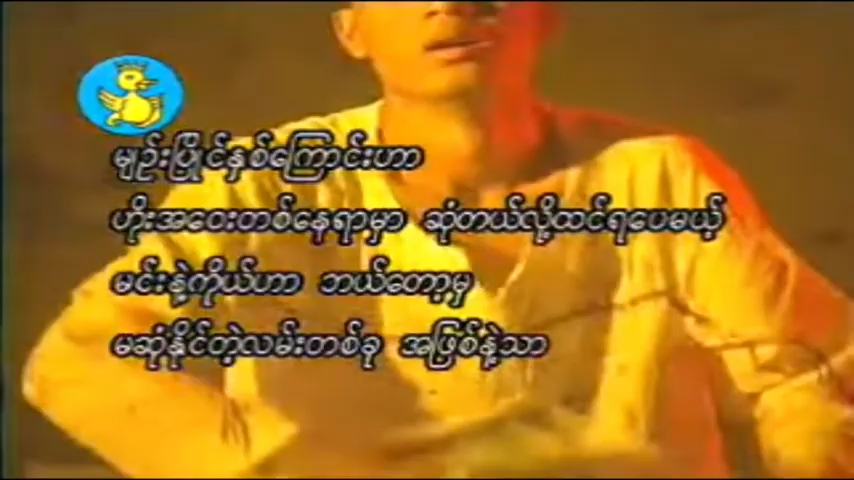 မျဉ်းပြိုင်နှစ်ကြောင်းဟာ
ဟိုးအဝေးတစ်နေရာမှာ ဆုံတယ်လို့ထင်ရပေမယ့်
မင်းနဲ့ကိုယ်ဟာ ဘယ်တော့မှ
မဆုံနိုင်တဲ့လမ်းတစ်ခု အဖြစ်နဲ့သာ